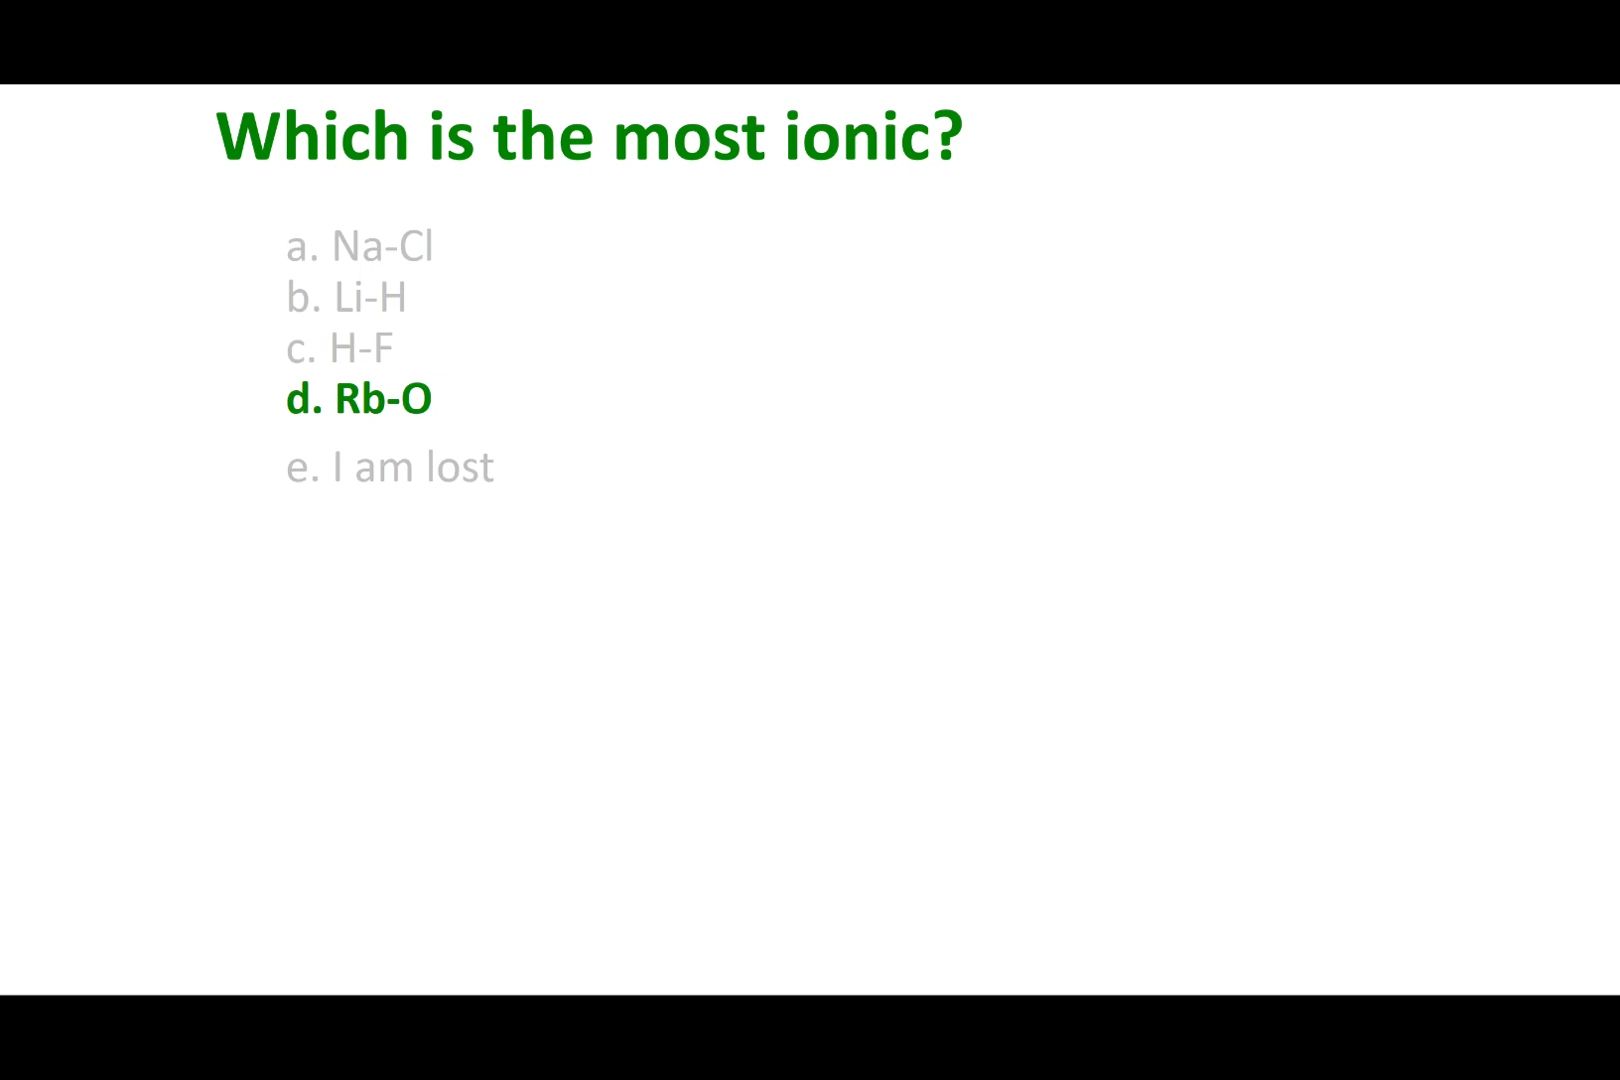 Which is the most ionic?
a. Na-Cl
b. Li-H
c. H-F
d. Rb-O
e. I am lost